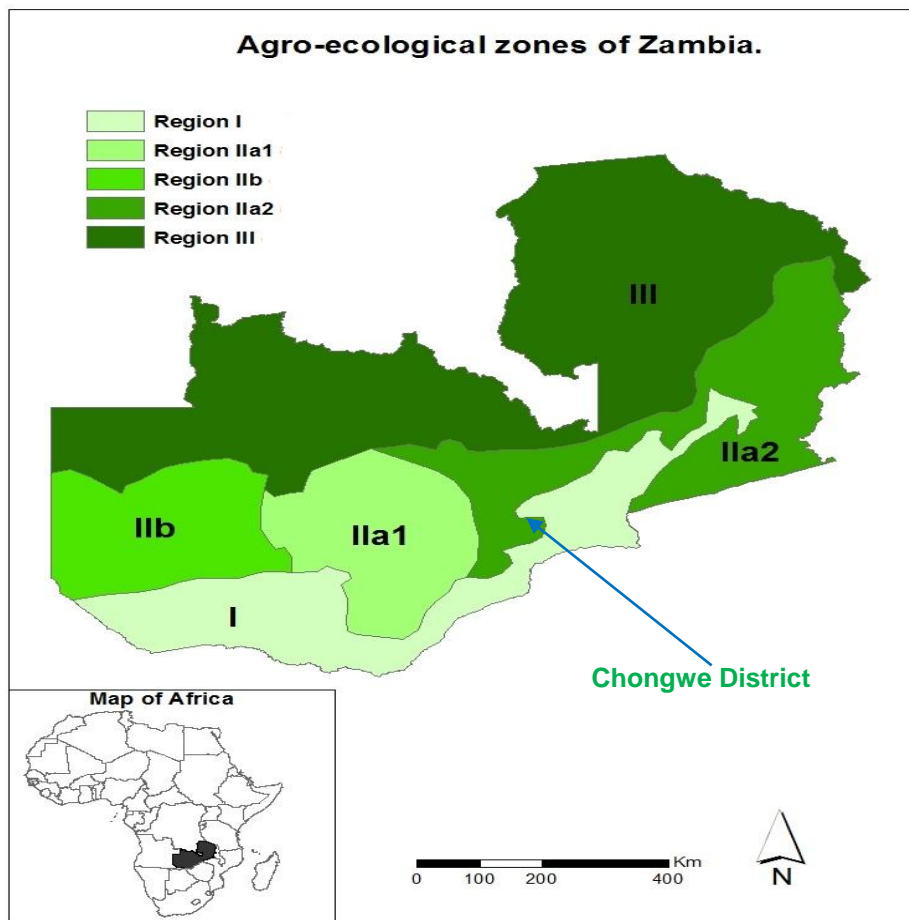 Agro-ecological zones of Zambia.
Region I
Region IIa1
Region IIb
Region IIa2
Region III
III
IIa2
IIb
IIa1
I
Chongwe District
Map of Africa
Km
0 100 200 400
N